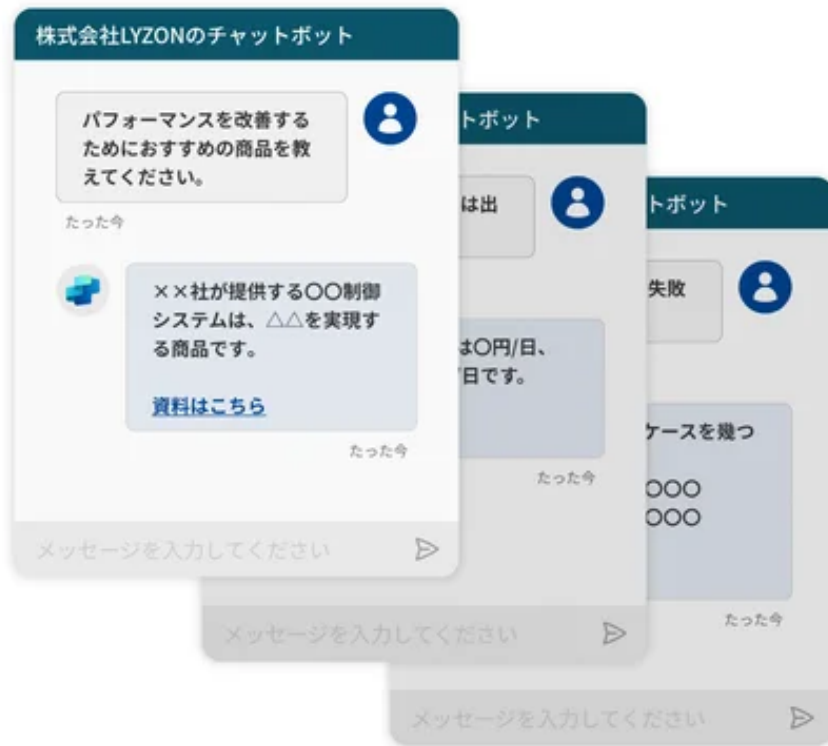 株式会社LYZONのチャットボット
パフォーマンスを改善する
ためにおすすめの商品を教
えてください。
たった今
××社が提供する〇〇制御
システムは、△△を実現す
る商品です。
資料はこちら
たった今
メッセージを入力してください
トボット
は出
は〇円/日、
日です。
たった今
メッセージを入力してください
トボット
失敗
ケースを幾つ
〇〇〇
〇〇〇
たった今
メッセージを入力してください